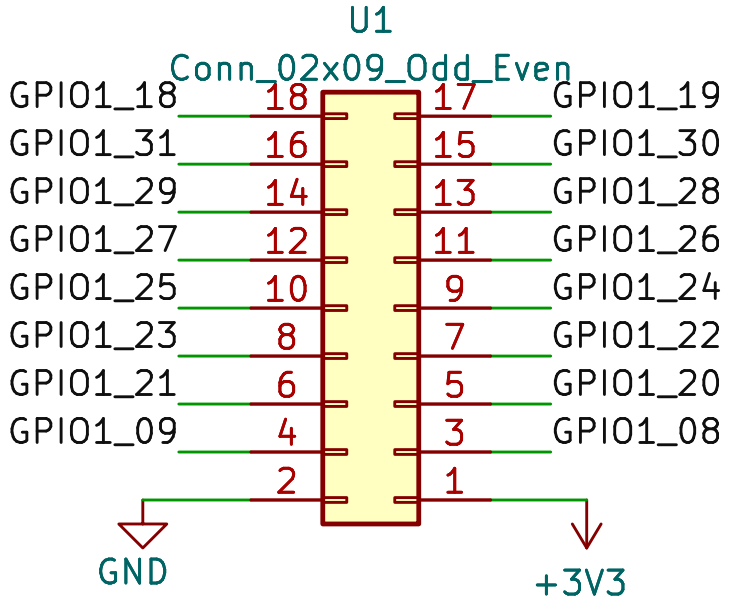 U1
Conn_02x09_Odd_Even
GPIO1_18 18 17 GPIO1_19
GPIO1_31 16 15 GPIO1_30
GPIO1_29 14 13 GPIO1_28
GPIO1_27 12 11 GPIO1_26
GPIO1_25 10 9 GPIO1_24
GPIO1_23 8 7 GPIO1_22
GPIO1_21 6 5 GPIO1_20
GPIO1_09 4 3 GPIO1_08
2 1
GND +3V3